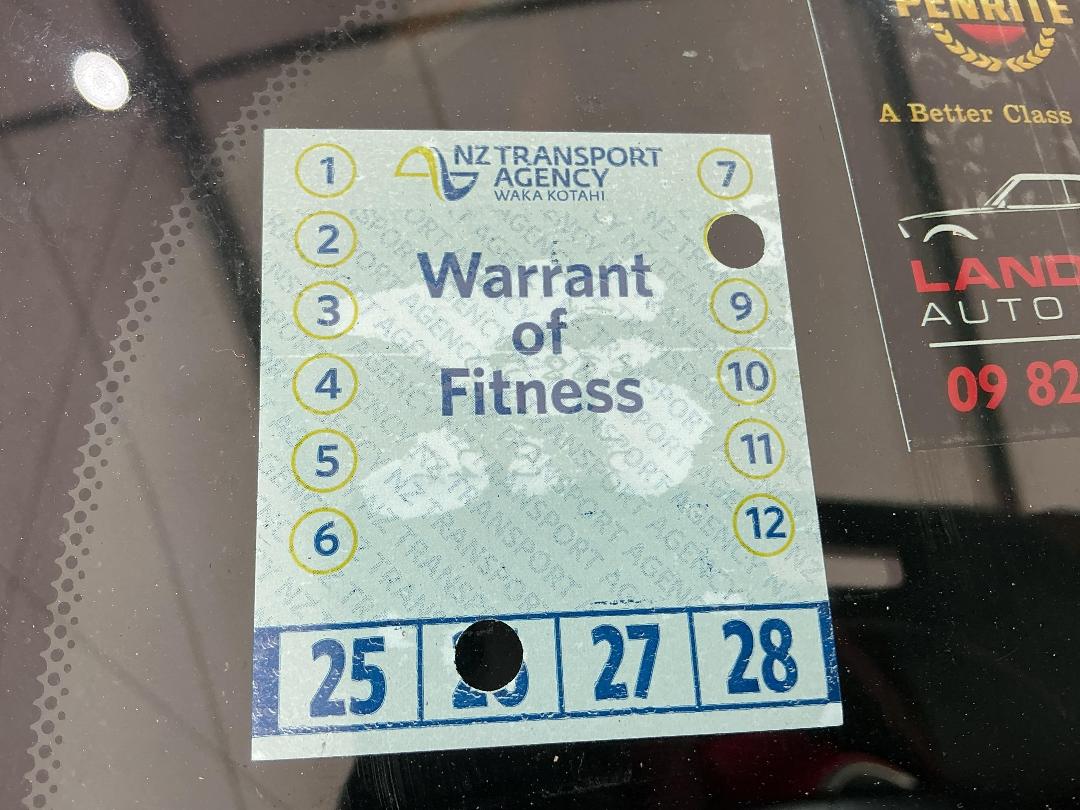 PENRITE
A Better Class
LAND
AUTO
09 82
NZ TRANSPORT
AGENCY
WAKA KOTAHI
Warrant
of
Fitness
1
2
3
4
5
6
7
9
10
11
12
25
27
28